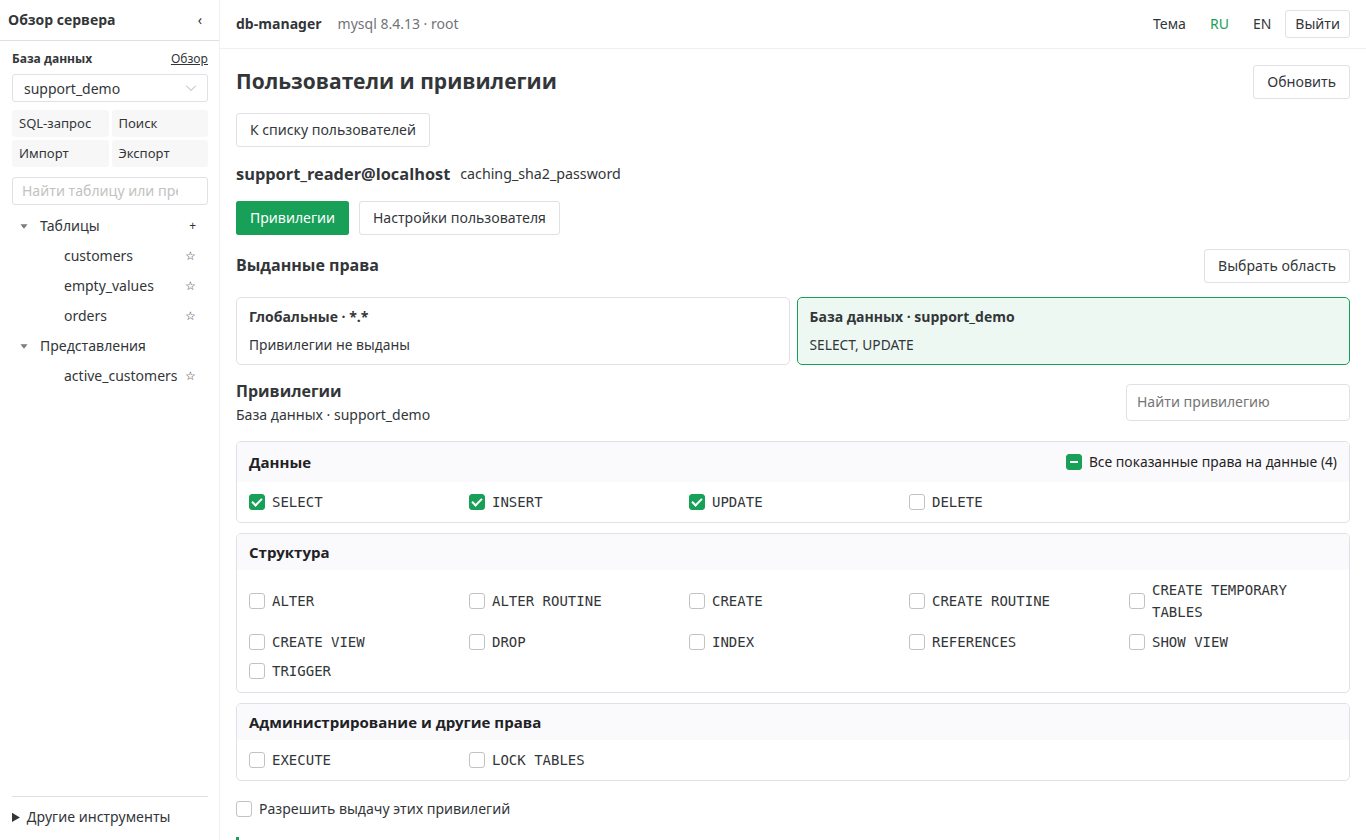 Обзор сервера ‹
База данных Обзор
support_demo
SQL-запрос Поиск
Импорт Экспорт
Найти таблицу или пре
Таблицы +
customers ☆
empty_values ☆
orders ☆
Представления
active_customers ☆
Другие инструменты
db-manager mysql 8.4.13 · root Тема RU EN Выйти
Пользователи и привилегии Обновить
К списку пользователей
support_reader@localhost caching_sha2_password
Привилегии Настройки пользователя
Выданные права Выбрать область
Глобальные · *.* База данных · support_demo
Привилегии не выданы SELECT, UPDATE
Привилегии
База данных · support_demo Найти привилегию
Данные Все показанные права на данные (4)
SELECT INSERT UPDATE DELETE
Структура
ALTER ALTER ROUTINE CREATE CREATE ROUTINE CREATE TEMPORARY
TABLES
CREATE VIEW DROP INDEX REFERENCES SHOW VIEW
TRIGGER
Администрирование и другие права
EXECUTE LOCK TABLES
Разрешить выдачу этих привилегий